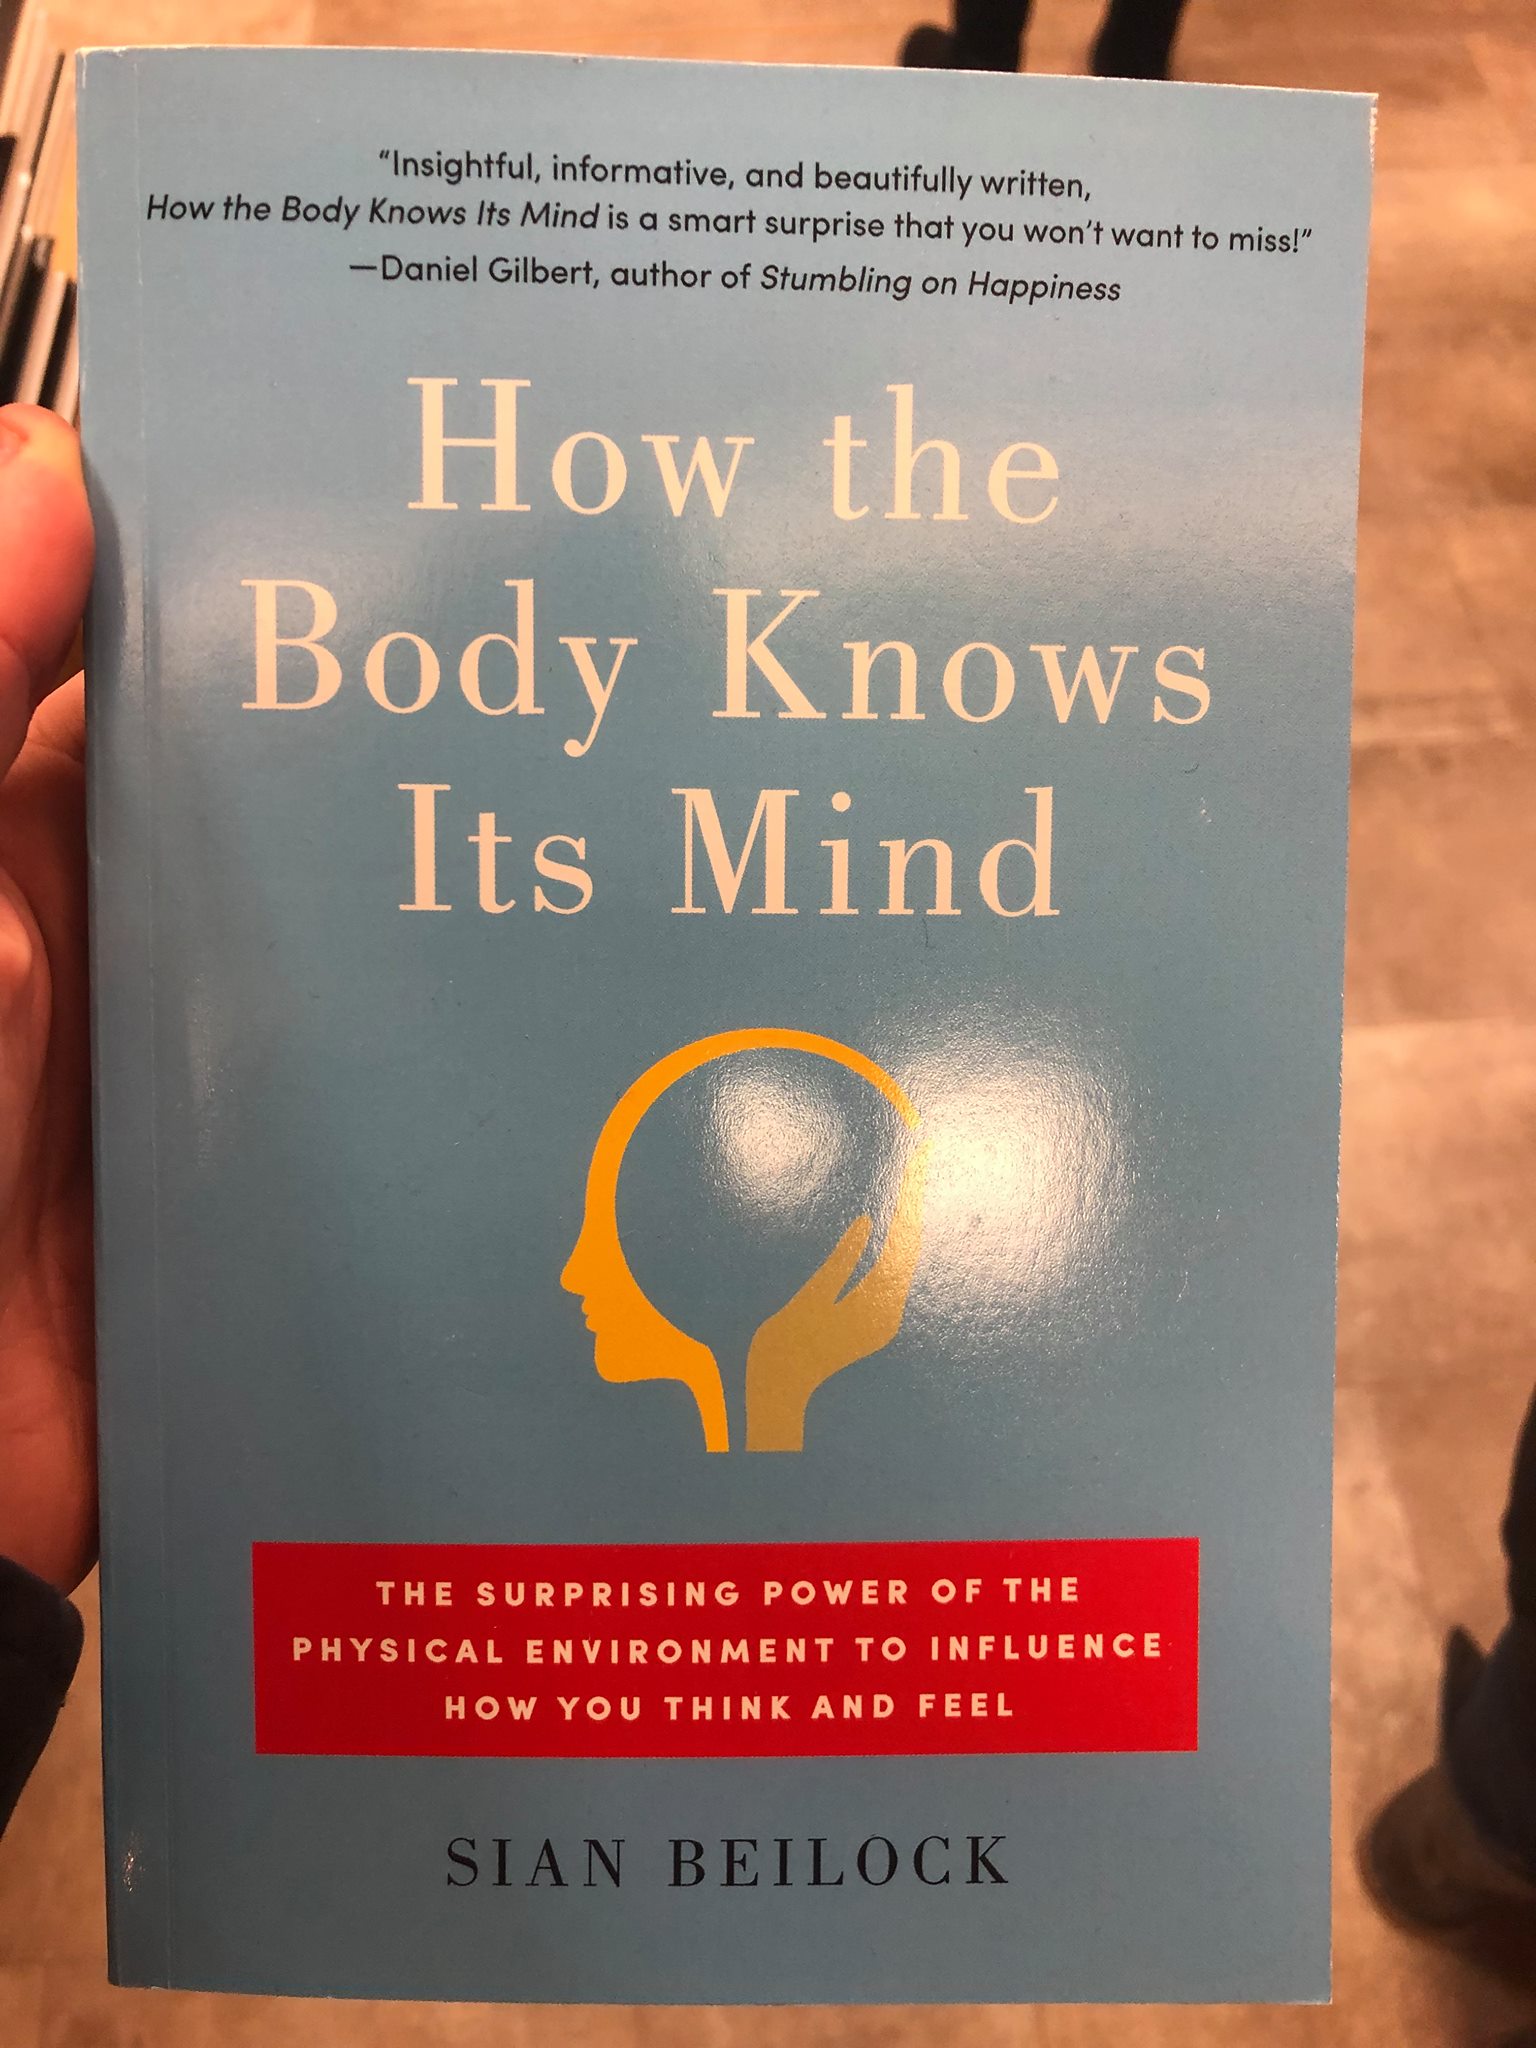 “Insightful, informative, and beautifully written,
How the Body Knows Its Mind is a smart surprise that you won’t want to miss!”
—Daniel Gilbert, author of Stumbling on Happiness
How the
Body Knows
Its Mind
THE SURPRISING POWER OF THE
PHYSICAL ENVIRONMENT TO INFLUENCE
HOW YOU THINK AND FEEL
SIAN BEILOCK